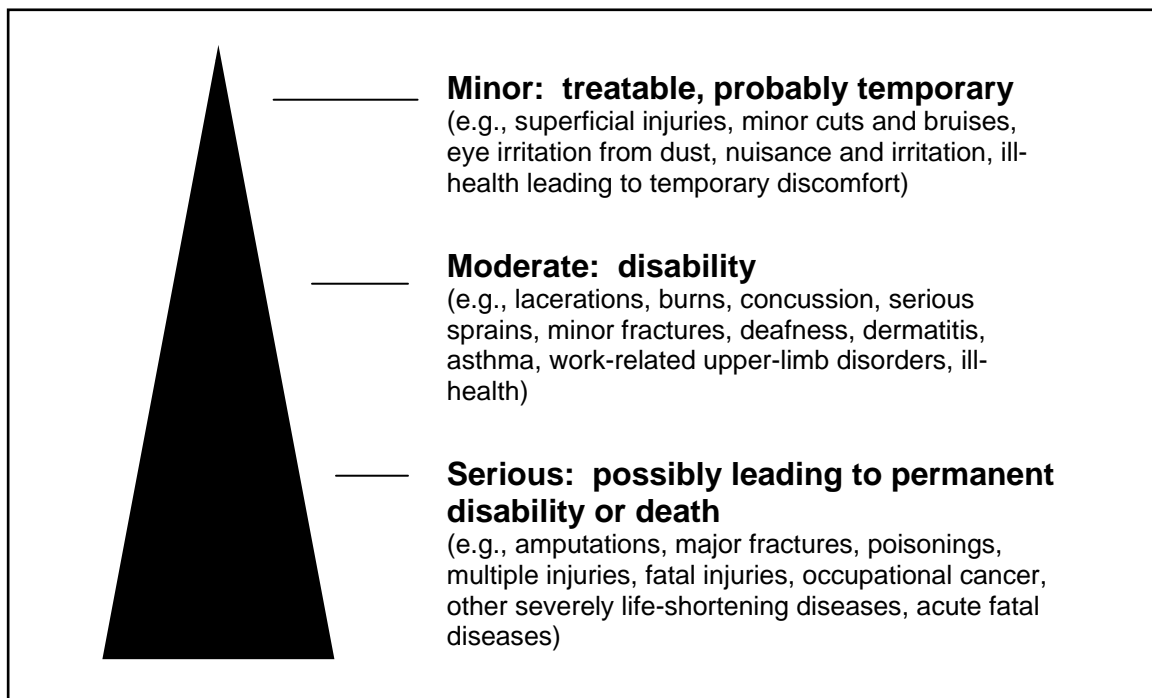 Minor:  treatable, probably temporary
(e.g., superficial injuries, minor cuts and bruises,
eye irritation from dust, nuisance and irritation, ill-
health leading to temporary discomfort)
Moderate:  disability
(e.g., lacerations, burns, concussion, serious
sprains, minor fractures, deafness, dermatitis,
asthma, work-related upper-limb disorders, ill-
health)
Serious:  possibly leading to permanent
disability or death
(e.g., amputations, major fractures, poisonings,
multiple injuries, fatal injuries, occupational cancer,
other severely life-shortening diseases, acute fatal
diseases)